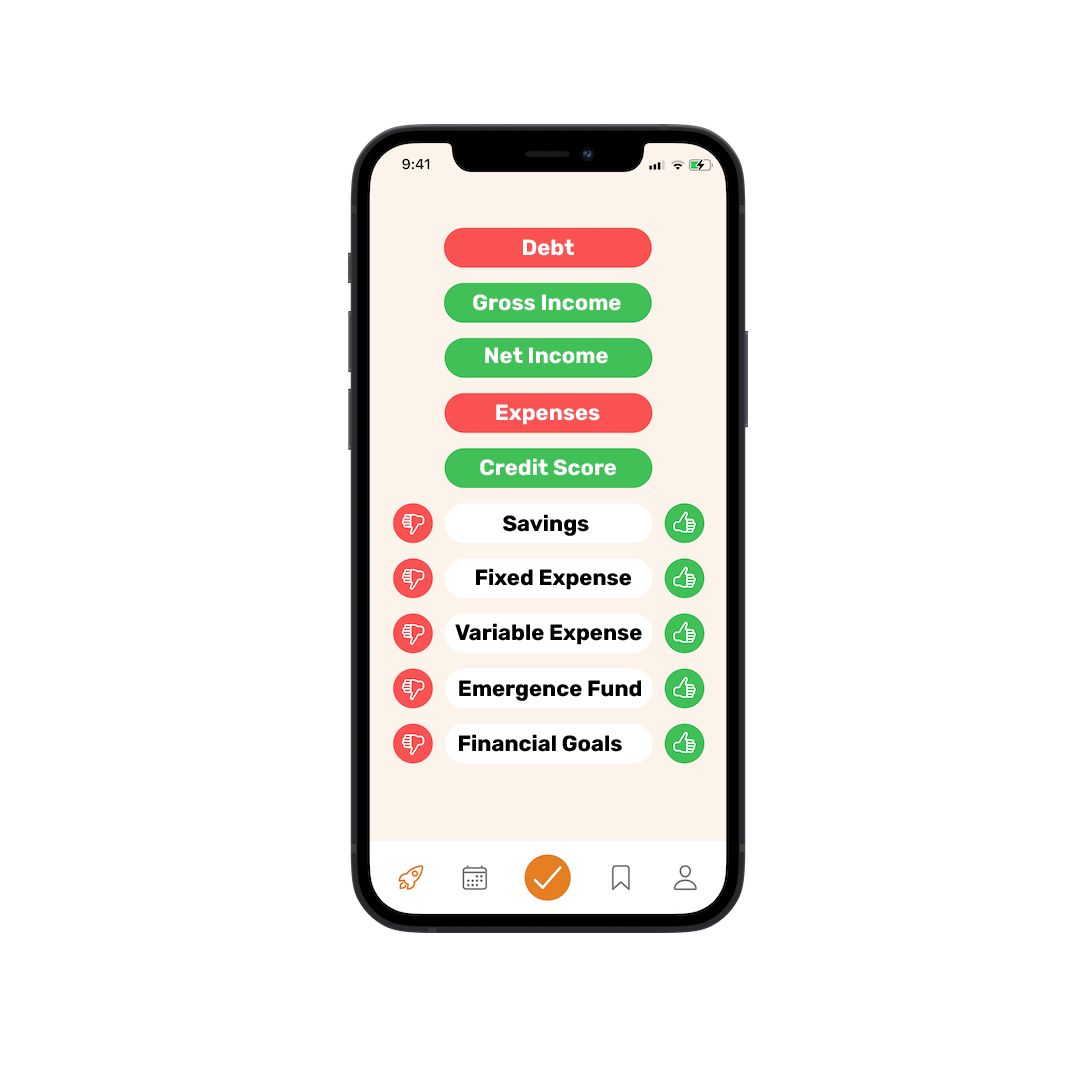 9:41
Debt
Gross Income
Net Income
Expenses
Credit Score
Savings
Fixed Expense
Variable Expense
Emergence Fund
Financial Goals